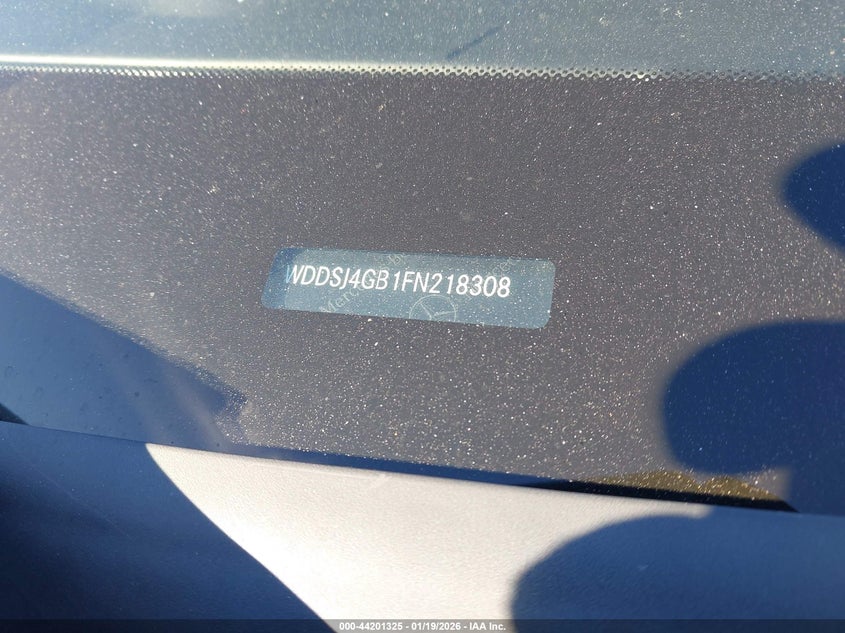 WDDSJ4GB1FN218308
000-44201325 - 01/19/2026 - IAA Inc.